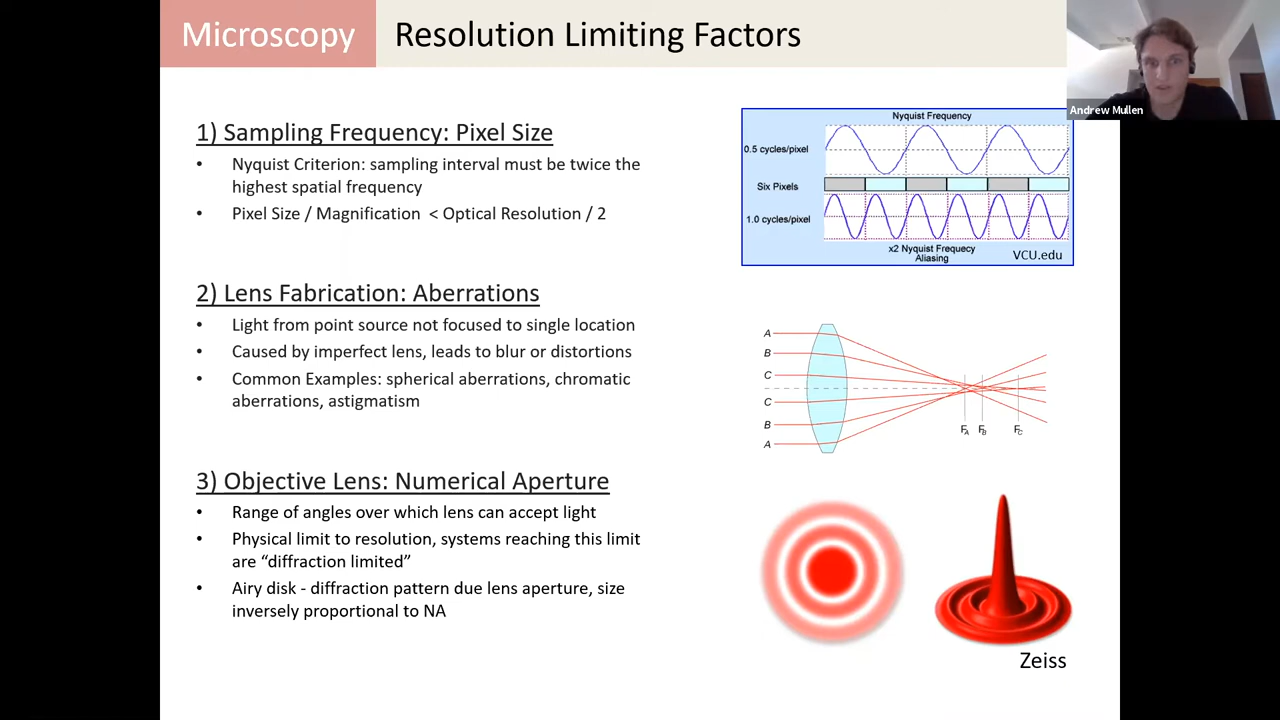 Microscopy
Resolution Limiting Factors
Andrew Mullen
1) Sampling Frequency: Pixel Size
• Nyquist Criterion: sampling interval must be twice the
highest spatial frequency
• Pixel Size / Magnification < Optical Resolution / 2
Nyquist Frequency
0.5 cycles/pixel
Six Pixels
1.0 cycles/pixel
x2 Nyquist Frequency
Aliasing
VCU.edu
2) Lens Fabrication: Aberrations
• Light from point source not focused to single location
• Caused by imperfect lens, leads to blur or distortions
• Common Examples: spherical aberrations, chromatic
aberrations, astigmatism
A
B
C
C
B
A
FA FB FC
3) Objective Lens: Numerical Aperture
• Range of angles over which lens can accept light
• Physical limit to resolution, systems reaching this limit
are “diffraction limited”
• Airy disk - diffraction pattern due lens aperture, size
inversely proportional to NA
Zeiss